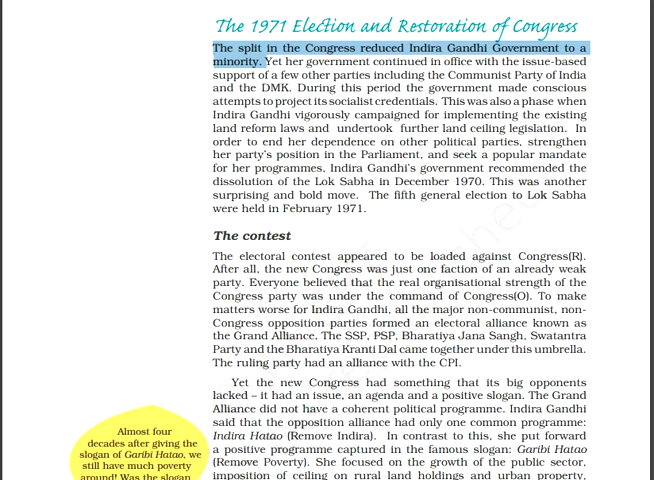 The 1971 Election and Restoration of Congress
The split in the Congress reduced Indira Gandhi Government to a
minority. Yet her government continued in office with the issue-based
support of a few other parties including the Communist Party of India
and the DMK. During this period the government made conscious
attempts to project its socialist credentials. This was also a phase when
Indira Gandhi vigorously campaigned for implementing the existing
land reform laws and undertook further land ceiling legislation. In
order to end her dependence on other political parties, strengthen
her party's position in the Parliament, and seek a popular mandate
for her programmes, Indira Gandhi's government recommended the
dissolution of the Lok Sabha in December 1970. This was another
surprising and bold move. The fifth general election to Lok Sabha
were held in February 1971.
The contest
The electoral contest appeared to be loaded against Congress(R).
After all, the new Congress was just one faction of an already weak
party. Everyone believed that the real organisational strength of the
Congress party was under the command of Congress(O). To make
matters worse for Indira Gandhi, all the major non-communist, non-
Congress opposition parties formed an electoral alliance known as
the Grand Alliance. The SSP, PSP, Bharatiya Jana Sangh, Swatantra
Party and the Bharatiya Kranti Dal came together under this umbrella.
The ruling party had an alliance with the CPI.
Yet the new Congress had something that its big opponents
lacked – it had an issue, an agenda and a positive slogan. The Grand
Alliance did not have a coherent political programme. Indira Gandhi
said that the opposition alliance had only one common programme:
Indira Hatao (Remove Indira). In contrast to this, she put forward
a positive programme captured in the famous slogan: Garibi Hatao
(Remove Poverty). She focused on the growth of the public sector,
imposition of ceiling on rural land holdings and urban property,
Almost four
decades after giving the
slogan of Garibi Hatao, we
still have much poverty
around! Was the slogan